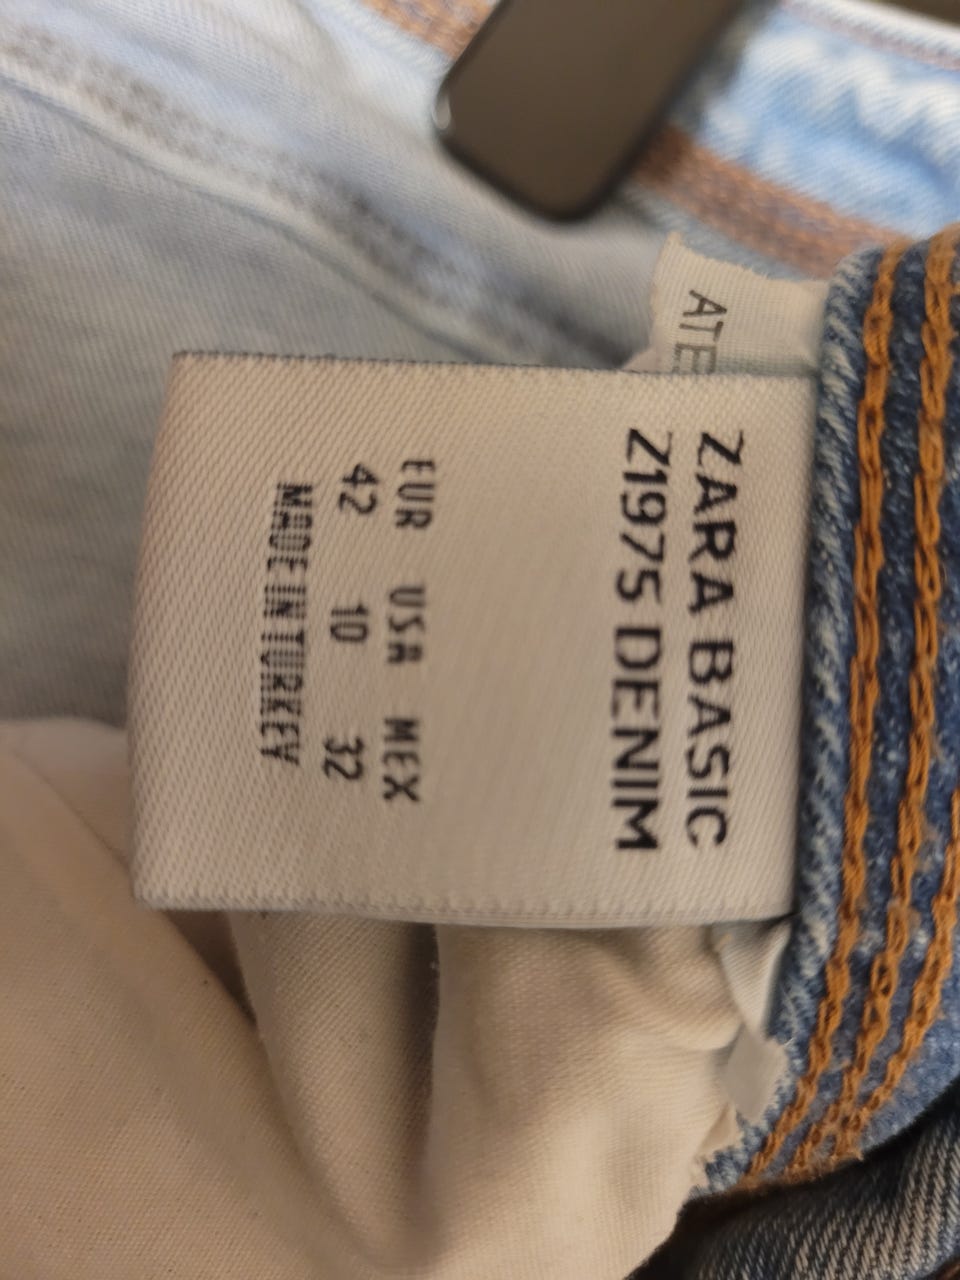 ATE
ZARA BASIC
Z1975 DENIM
EUR USA MEX
42 10 32
MADE IN TURKEY